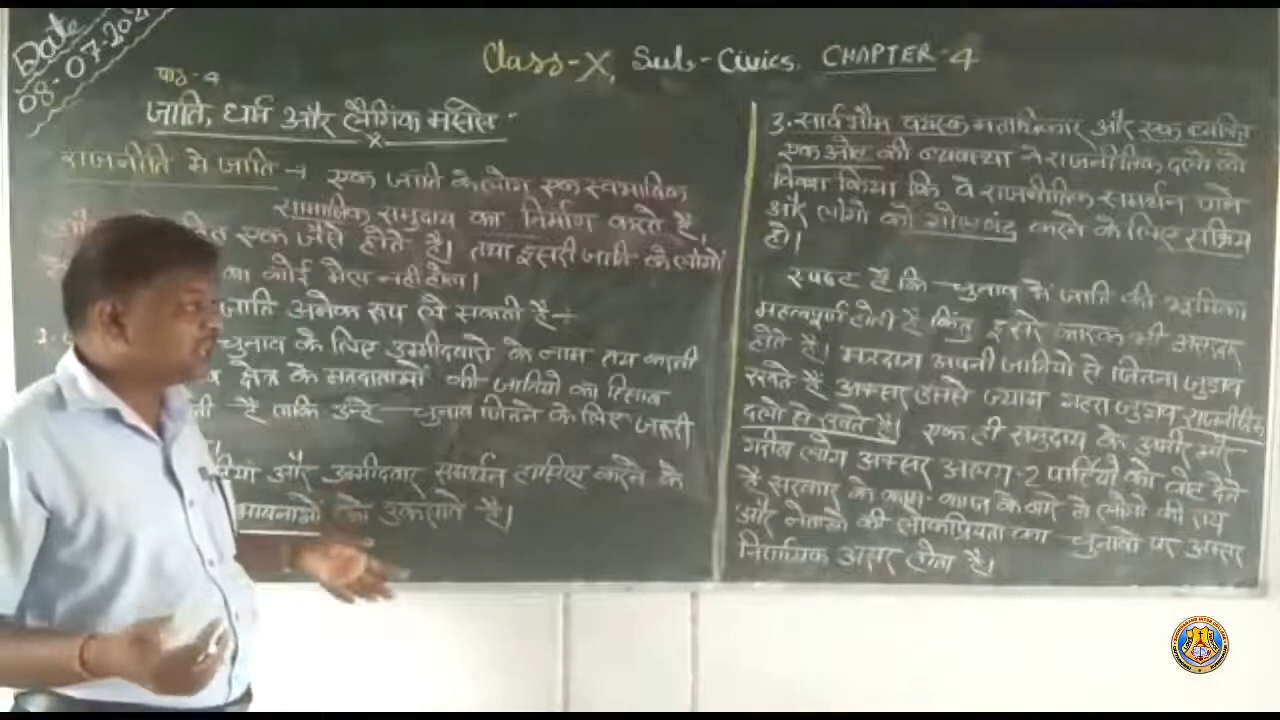 Date
08-07-202
Class-X, Sub-Civics, CHAPTER-4
पाठ-4
जाति, धर्म और लैगिंक मसले
राजनीति मे जाति → एक जाति के लोग एक स्वभाविक
सामाजिक समुदाय का निर्माण करते है,
एक जैसे होते है। तथा दूसरी जाति के लोगों
का कोई मेल नही होता।
जाति अनेक रूप ले सकती है÷
चुनाव के लिए उम्मीदवारो के नाम तय करती
क्षेत्र के मतदाताओं की जातियो का हिसाब
है ताकि उन्हे चुनाव जितने के लिए जरूरी
और उम्मीदवार समर्थन हासिल करने के
को उकसाते है।
3. सार्वभौम वयस्क मताधिकार और एक व्यक्ति
एक वोट की व्यवस्था ने राजनीतिक दलो को
विवश किया कि वे राजनीतिक समर्थन पाने
और लोगो को गोलबंद करने के लिए सक्रिय
हो।
स्पष्ट है कि चुनाव मे जाति की भूमिका
महत्वपूर्ण होती है किंतु दूसरे कारक भी असरदार
होते है। मतदाता अपनी जातियो से जितना जुडाव
रखते है अक्सर उससे ज्यादा गहरा जुडाव राजनीतिक
दलो से रखते है। एक ही समुदाय के अमीर और
गरीब लोग अक्सर अलग-2 पार्टियो को वोट देते
है सरकार के काम-काज के बारे मे लोगो की राय
और नेताओ की लोकप्रियता का चुनावो पर अक्सर
निर्णायक असर होता है।